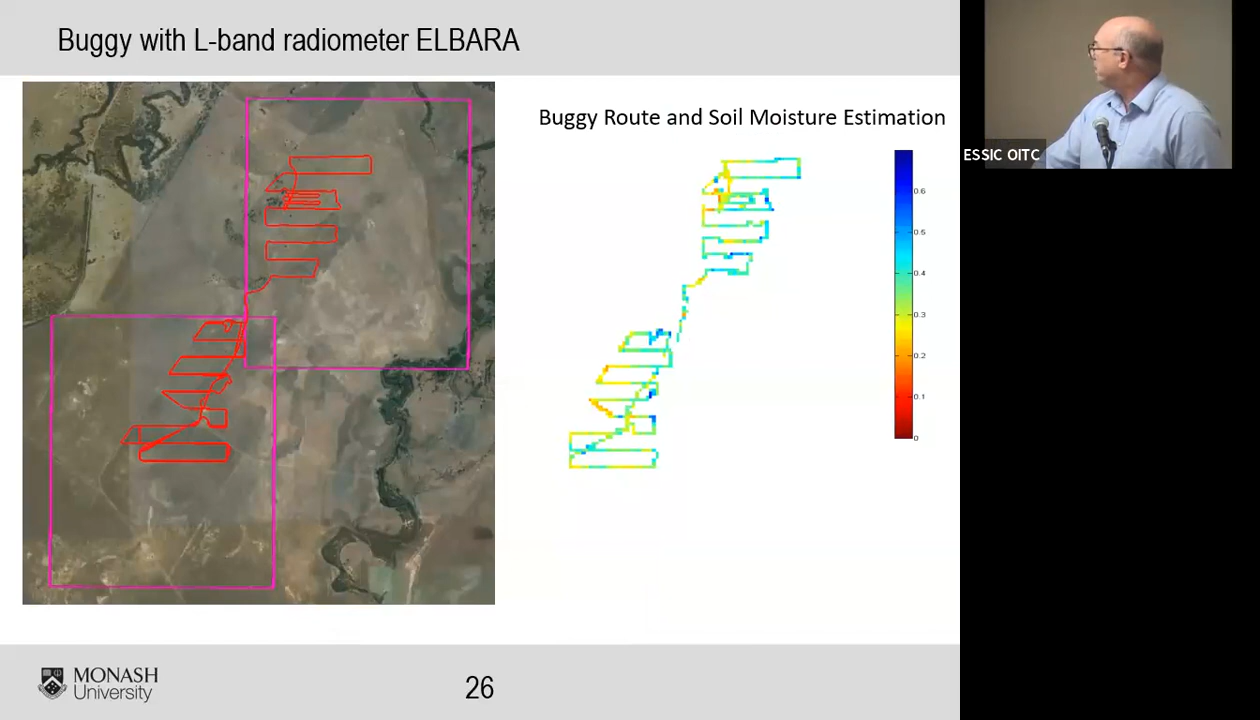 Buggy with L-band radiometer ELBARA
Buggy Route and Soil Moisture Estimation
0.6
0.5
0.4
0.3
0.2
0.1
0
ESSIC OITC
MONASH
University
26